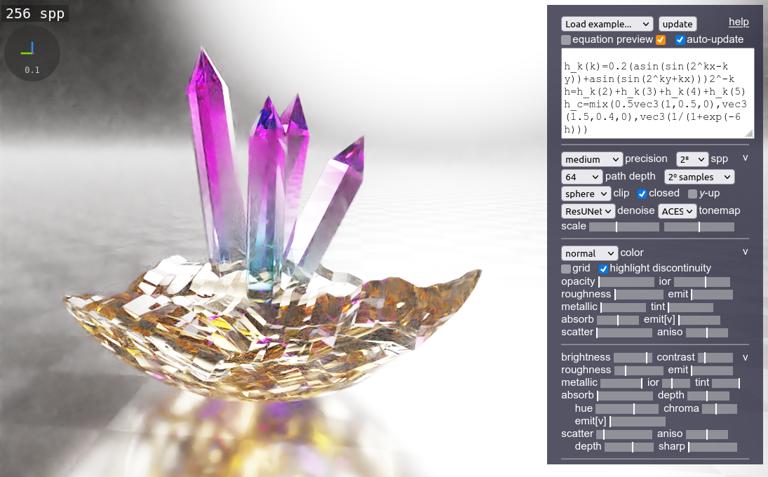 256 spp
0.1
Load example... update help
equation preview auto-update
h_k(k)=0.2(asin(sin(2^kx-k
y))+asin(sin(2^ky+kx)))2^-k
h=h_k(2)+h_k(3)+h_k(4)+h_k(5)
h_c=mix(0.5vec3(1,0.5,0),vec3
(1.5,0.4,0),vec3(1/(1+exp(-6
h)))
medium precision 2⁸ spp v
64 path depth 2⁰ samples
sphere clip closed y-up
ResUNet denoise ACES tonemap
scale
normal color v
grid highlight discontinuity
opacity ior
roughness emit
metallic tint
absorb emit[v]
scatter aniso
brightness contrast v
roughness emit
metallic ior tint
absorb depth
hue chroma
emit[v]
scatter aniso
depth sharp